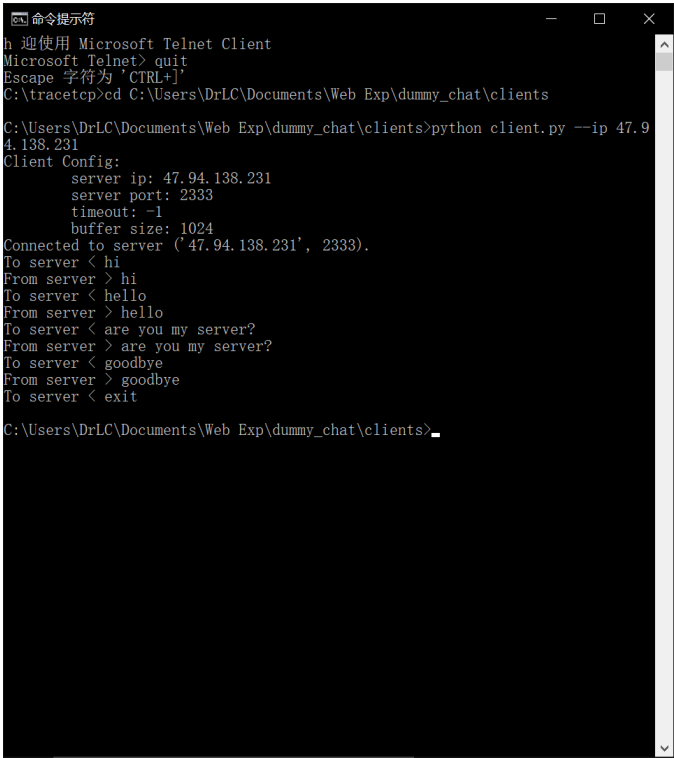 命令提示符
h 迎使用 Microsoft Telnet Client
Microsoft Telnet> quit
Escape 字符为 'CTRL+]'
C:\tracetcp>cd C:\Users\DrLC\Documents\Web Exp\dummy_chat\clients
C:\Users\DrLC\Documents\Web Exp\dummy_chat\clients>python client.py --ip 47.9
4.138.231
Client Config:
server ip: 47.94.138.231
server port: 2333
timeout: -1
buffer size: 1024
Connected to server ('47.94.138.231', 2333).
To server < hi
From server > hi
To server < hello
From server > hello
To server < are you my server?
From server > are you my server?
To server < goodbye
From server > goodbye
To server < exit
C:\Users\DrLC\Documents\Web Exp\dummy_chat\clients>